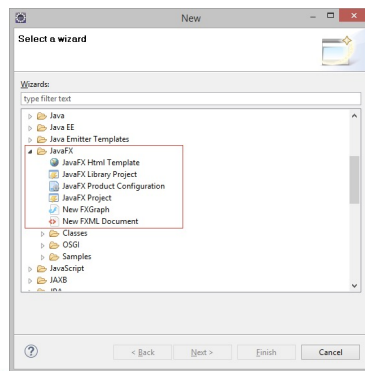 New
Select a wizard
Wizards:
type filter text
Java
Java EE
Java Emitter Templates
JavaFX
JavaFX Html Template
JavaFX Library Project
JavaFX Product Configuration
JavaFX Project
New FXGraph
New FXML Document
Classes
OSGI
Samples
JavaScript
JAXB
JPA
?
< Back
Next >
Finish
Cancel